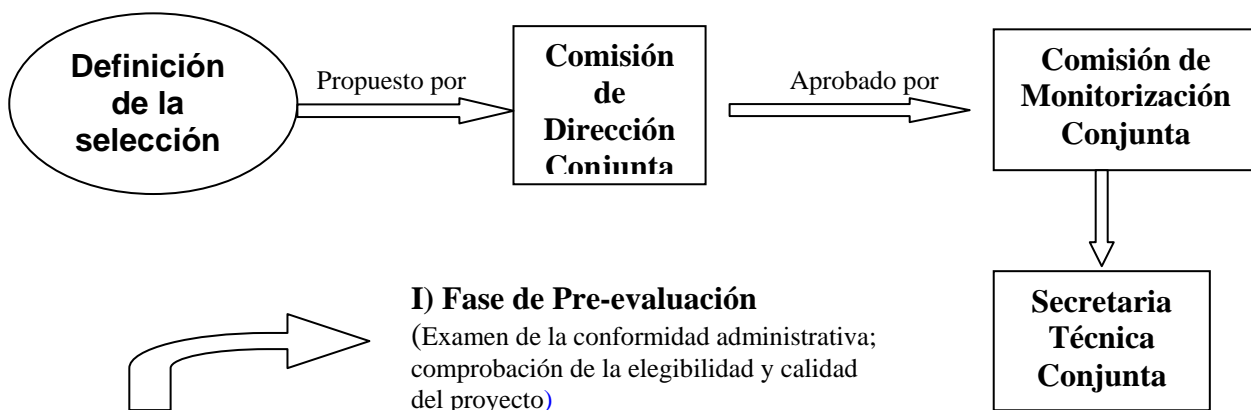 Definición
de la
selección
Propuesto por
Comisión
de
Dirección
Conjunta
Aprobado por
Comisión de
Monitorización
Conjunta
I) Fase de Pre-evaluación
(Examen de la conformidad administrativa;
comprobación de la elegibilidad y calidad
del proyecto)
Secretaria
Técnica
Conjunta